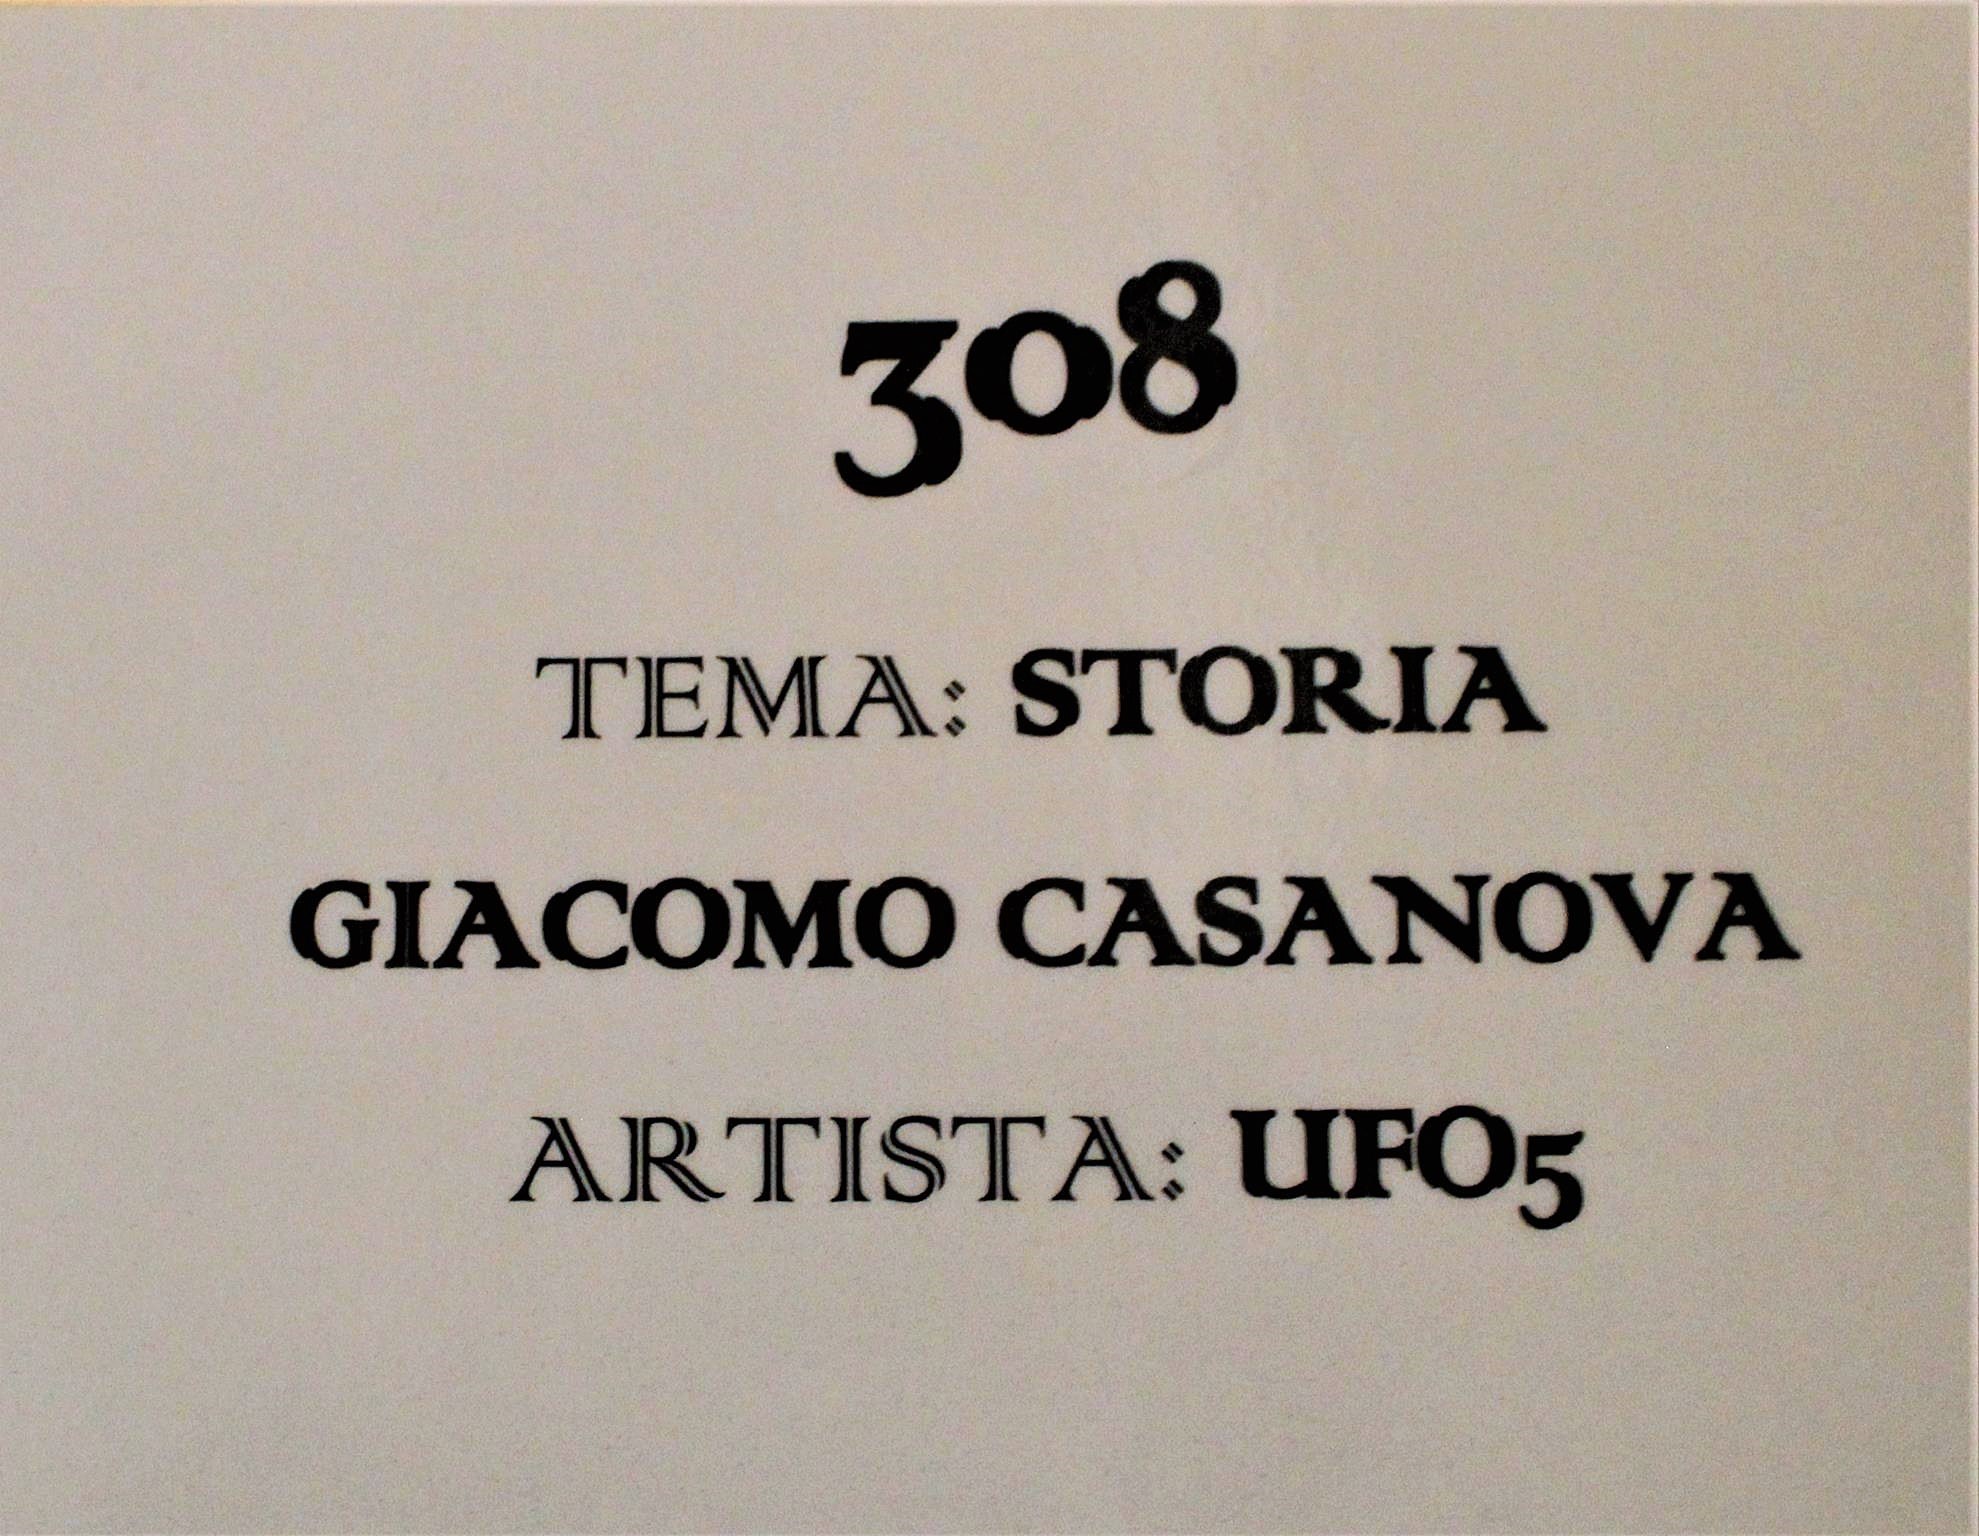 308
TEMA: STORIA
GIACOMO CASANOVA
ARTISTA: UFO5